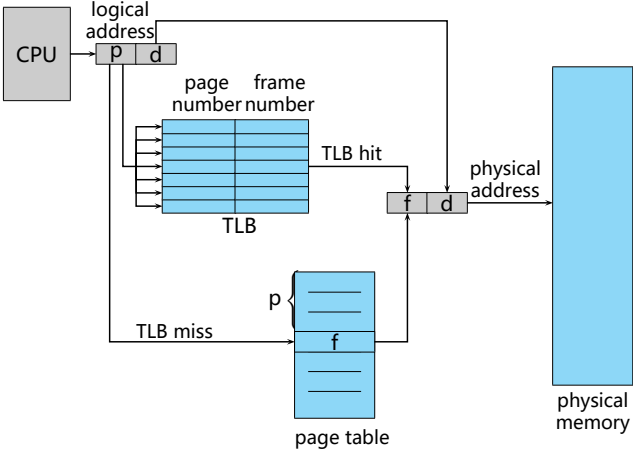 logical
address
CPU
p d
page frame
number number
TLB hit
TLB
physical
address
f d
p
TLB miss
f
page table
physical
memory